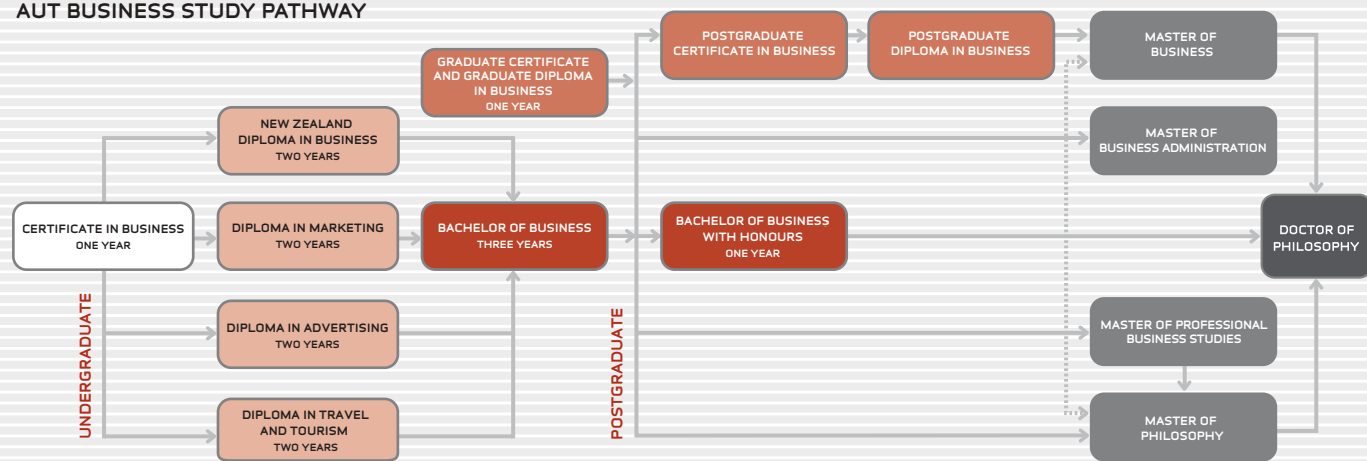 AUT BUSINESS STUDY PATHWAY
CERTIFICATE IN BUSINESS
ONE YEAR
UNDERGRADUATE
NEW ZEALAND
DIPLOMA IN BUSINESS
TWO YEARS
DIPLOMA IN MARKETING
TWO YEARS
DIPLOMA IN ADVERTISING
TWO YEARS
DIPLOMA IN TRAVEL
AND TOURISM
TWO YEARS
GRADUATE CERTIFICATE
AND GRADUATE DIPLOMA
IN BUSINESS
ONE YEAR
BACHELOR OF BUSINESS
THREE YEARS
POSTGRADUATE
POSTGRADUATE
CERTIFICATE IN BUSINESS
POSTGRADUATE
DIPLOMA IN BUSINESS
BACHELOR OF BUSINESS
WITH HONOURS
ONE YEAR
MASTER OF
BUSINESS
MASTER OF
BUSINESS ADMINISTRATION
MASTER OF PROFESSIONAL
BUSINESS STUDIES
MASTER OF
PHILOSOPHY
DOCTOR OF
PHILOSOPHY